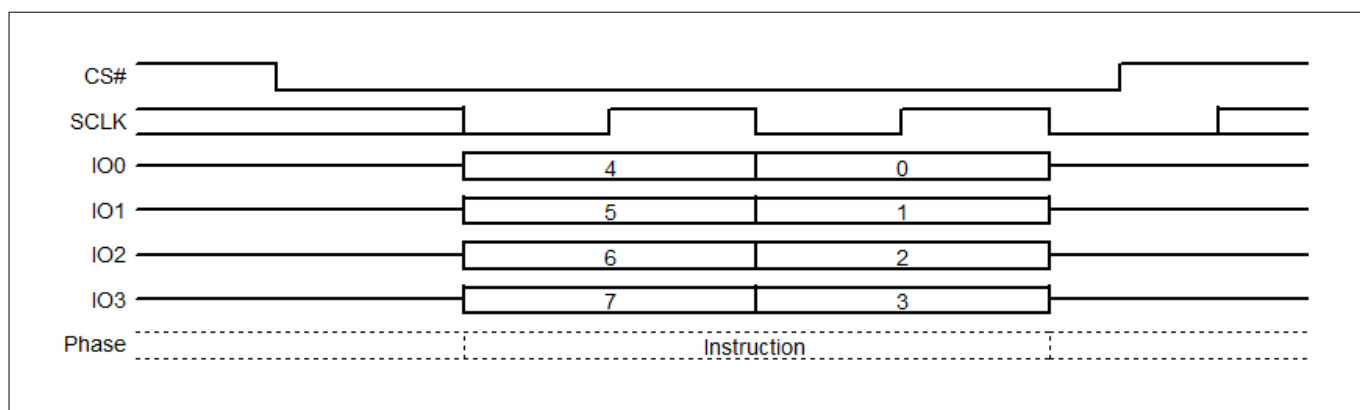 CS#
SCLK
IO0 4 0
IO1 5 1
IO2 6 2
IO3 7 3
Phase Instruction